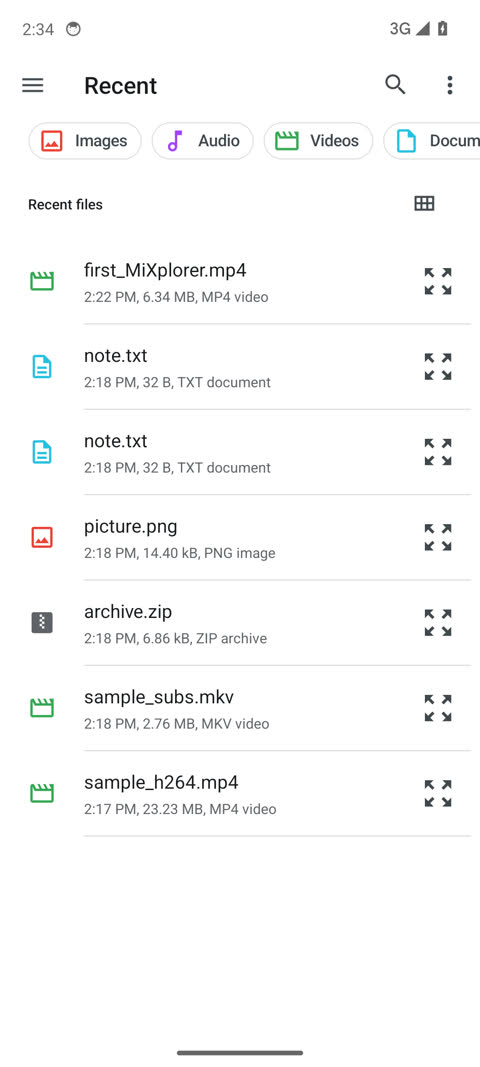 2:34
3G
Recent
Images
Audio
Videos
Docum
Recent files
first_MiXplorer.mp4
2:22 PM, 6.34 MB, MP4 video
note.txt
2:18 PM, 32 B, TXT document
note.txt
2:18 PM, 32 B, TXT document
picture.png
2:18 PM, 14.40 kB, PNG image
archive.zip
2:18 PM, 6.86 kB, ZIP archive
sample_subs.mkv
2:18 PM, 2.76 MB, MKV video
sample_h264.mp4
2:17 PM, 23.23 MB, MP4 video